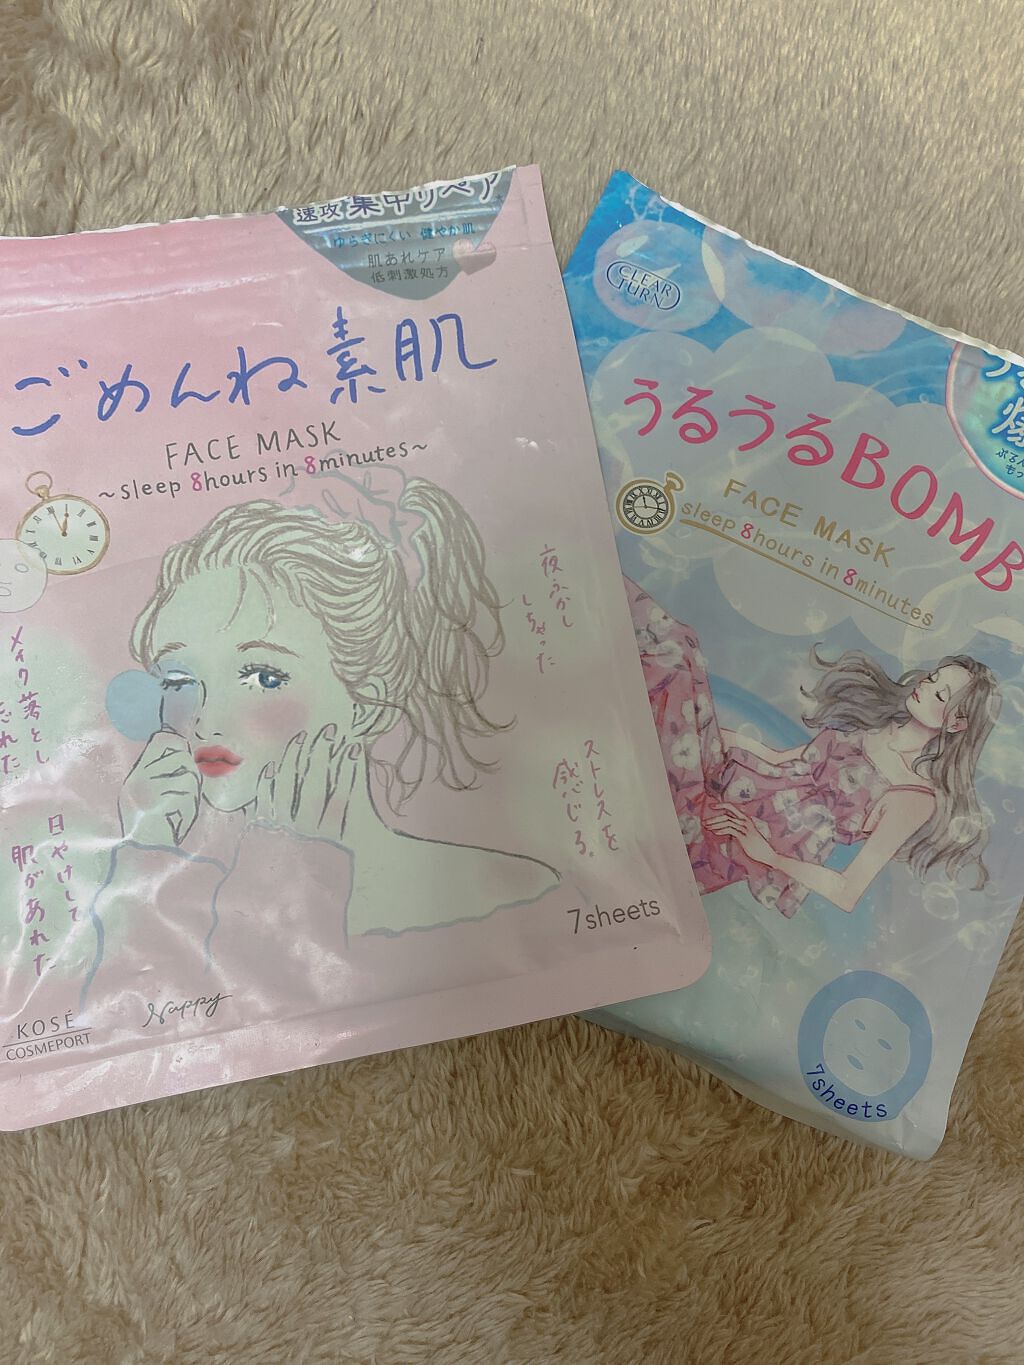 速攻 集中リペア
ゆらぎにくい 健やか肌
肌あれケア
低刺激処方
ごめんね素肌
FACE MASK
~sleep 8hours in 8minutes~
夜ふかし
しちゃった
メイク落とし
忘れた
ストレスを
感じる。
日やけして
肌があれた
7sheets
KOSÉ
COSMEPORT
Nappy
CLEAR
TURN
うるうるBOMB
FACE MASK
sleep 8hours in 8minutes
7sheets